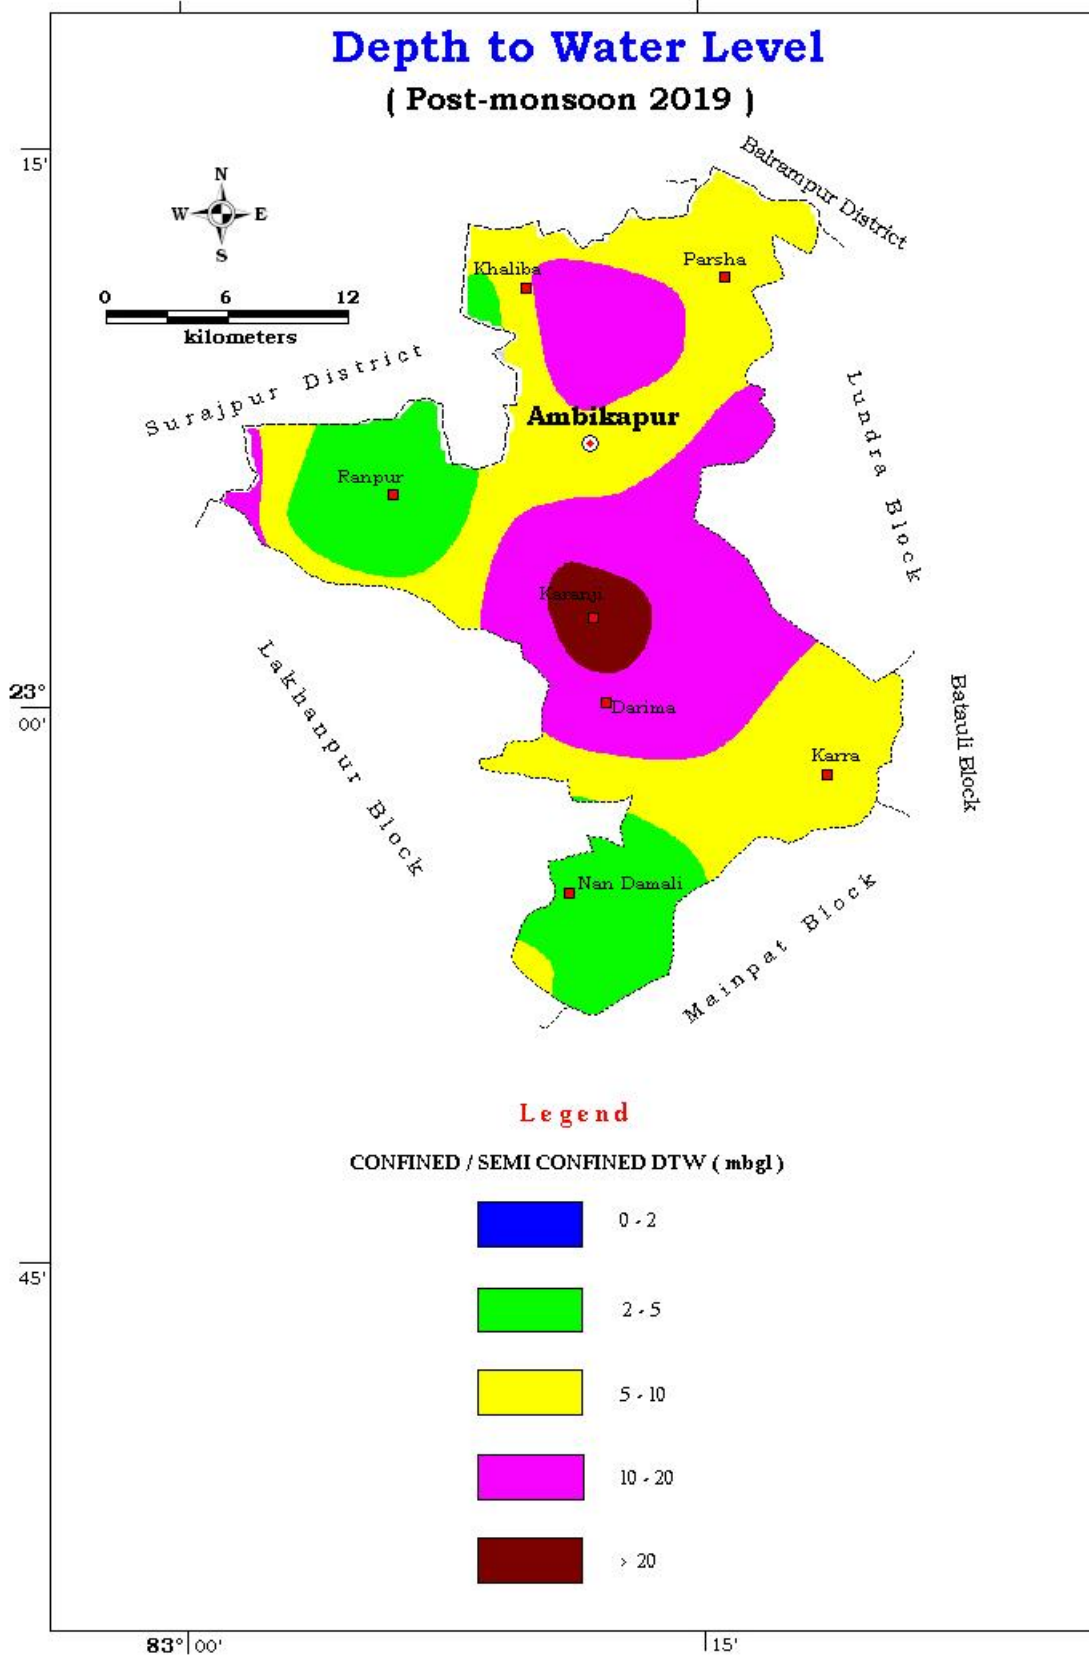 Depth to Water Level
( Post-monsoon 2019 )
15'
Balrampur District
N
W E
S
Khaliba
Parsha
0 6 12
kilometers
Surajpur District
Lundra Block
Ambikapur
Ranpur
Karanji
Lakhanpur Block
23°
00'
Darima
Batauli Block
Karra
Nan Damali
Mainpat Block
Legend
CONFINED / SEMI CONFINED DTW ( mbgl )
0 - 2
2 - 5
45'
5 - 10
10 - 20
> 20
83° 00' 15'